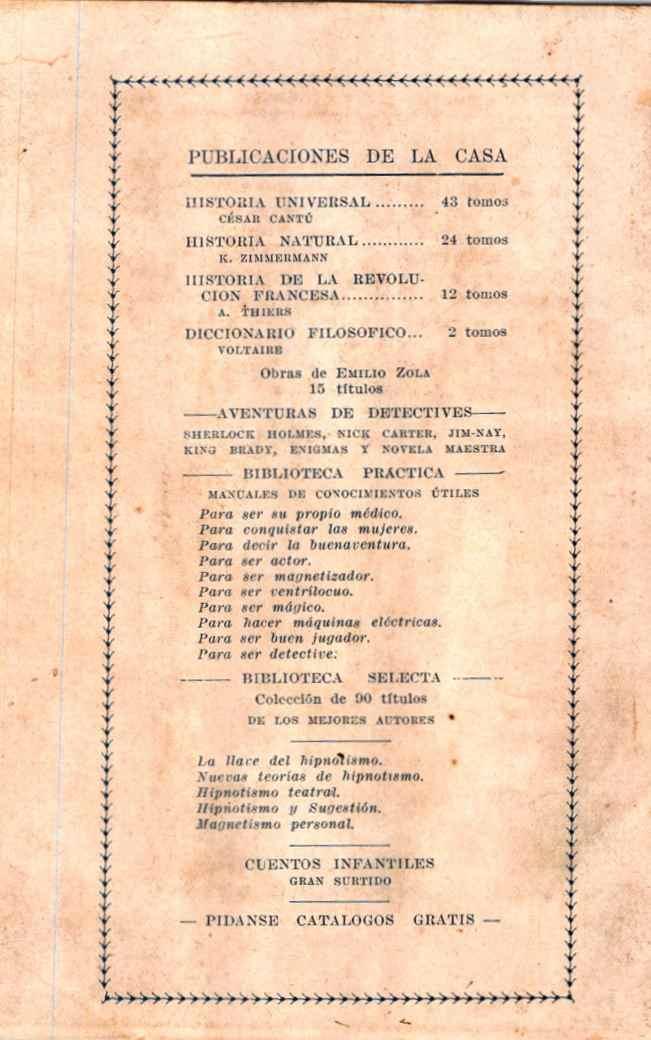 PUBLICACIONES DE LA CASA
HISTORIA UNIVERSAL ......... 43 tomos
CÉSAR CANTÚ
HISTORIA NATURAL ............ 24 tomos
K. ZIMMERMANN
HISTORIA DE LA REVOLU-
CION FRANCESA............... 12 tomos
A. THIERS
DICCIONARIO FILOSOFICO... 2 tomos
VOLTAIRE
Obras de EMILIO ZOLA
15 títulos
——AVENTURAS DE DETECTIVES——
SHERLOCK HOLMES, NICK CARTER, JIM-NAY,
KING BRADY, ENIGMAS Y NOVELA MAESTRA
—— BIBLIOTECA PRÁCTICA ——
MANUALES DE CONOCIMIENTOS ÚTILES
Para ser su propio médico.
Para conquistar las mujeres.
Para decir la buenaventura.
Para ser actor.
Para ser magnetizador.
Para ser ventrílocuo.
Para ser mágico.
Para hacer máquinas eléctricas.
Para ser buen jugador.
Para ser detective.
—— BIBLIOTECA SELECTA ——
Colección de 90 títulos
DE LOS MEJORES AUTORES
La llave del hipnotismo.
Nuevas teorías de hipnotismo.
Hipnotismo teatral.
Hipnotismo y Sugestión.
Magnetismo personal.
CUENTOS INFANTILES
GRAN SURTIDO
— PIDANSE CATALOGOS GRATIS —